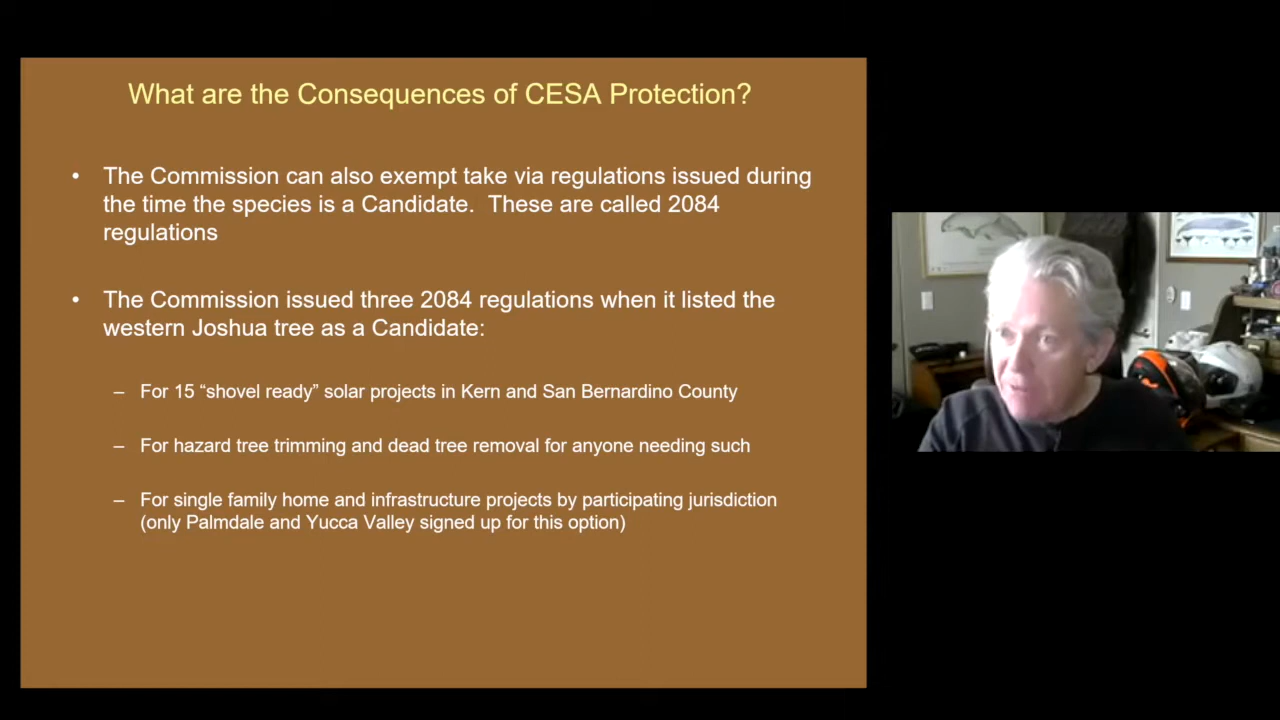 What are the Consequences of CESA Protection?
• The Commission can also exempt take via regulations issued during
the time the species is a Candidate.  These are called 2084
regulations
• The Commission issued three 2084 regulations when it listed the
western Joshua tree as a Candidate:
– For 15 “shovel ready” solar projects in Kern and San Bernardino County
– For hazard tree trimming and dead tree removal for anyone needing such
– For single family home and infrastructure projects by participating jurisdiction
(only Palmdale and Yucca Valley signed up for this option)